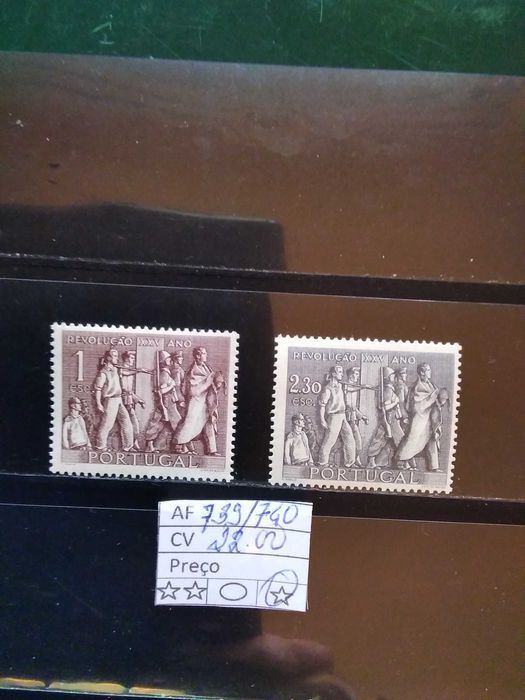 REVOLUÇÃO XXV ANO
1
ESC.
PORTUGAL
REVOLUÇÃO XXV ANO
2.30
ESC.
PORTUGAL
AF 739/740
CV 22.00
Preço